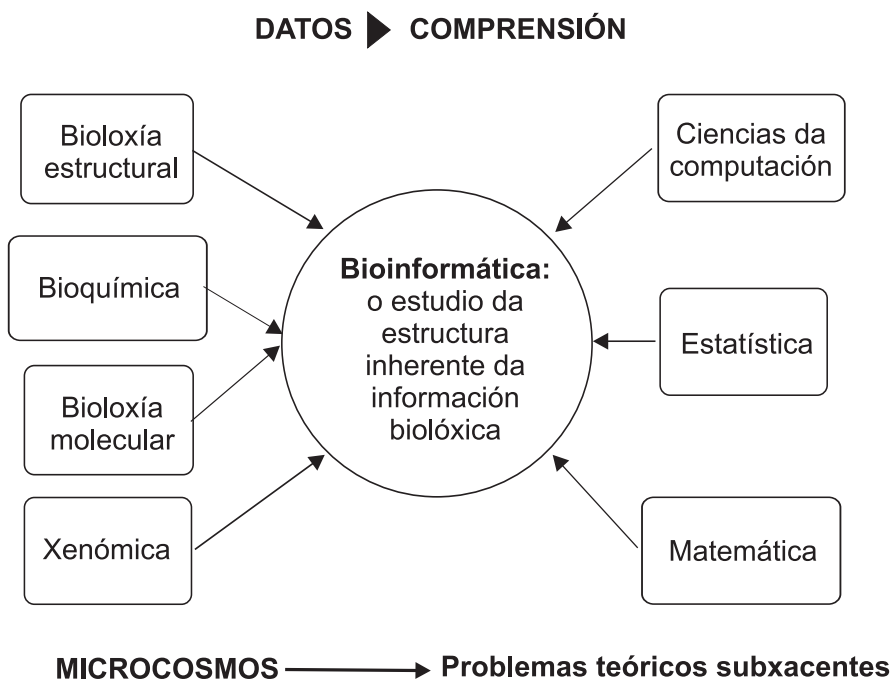 DATOS ▶ COMPRENSIÓN
Bioloxía
estructural
Bioquímica
Bioloxía
molecular
Xenómica
Bioinformática:
o estudio da
estructura
inherente da
información
biolóxica
Ciencias da
computación
Estatística
Matemática
MICROCOSMOS → Problemas teóricos subxacentes